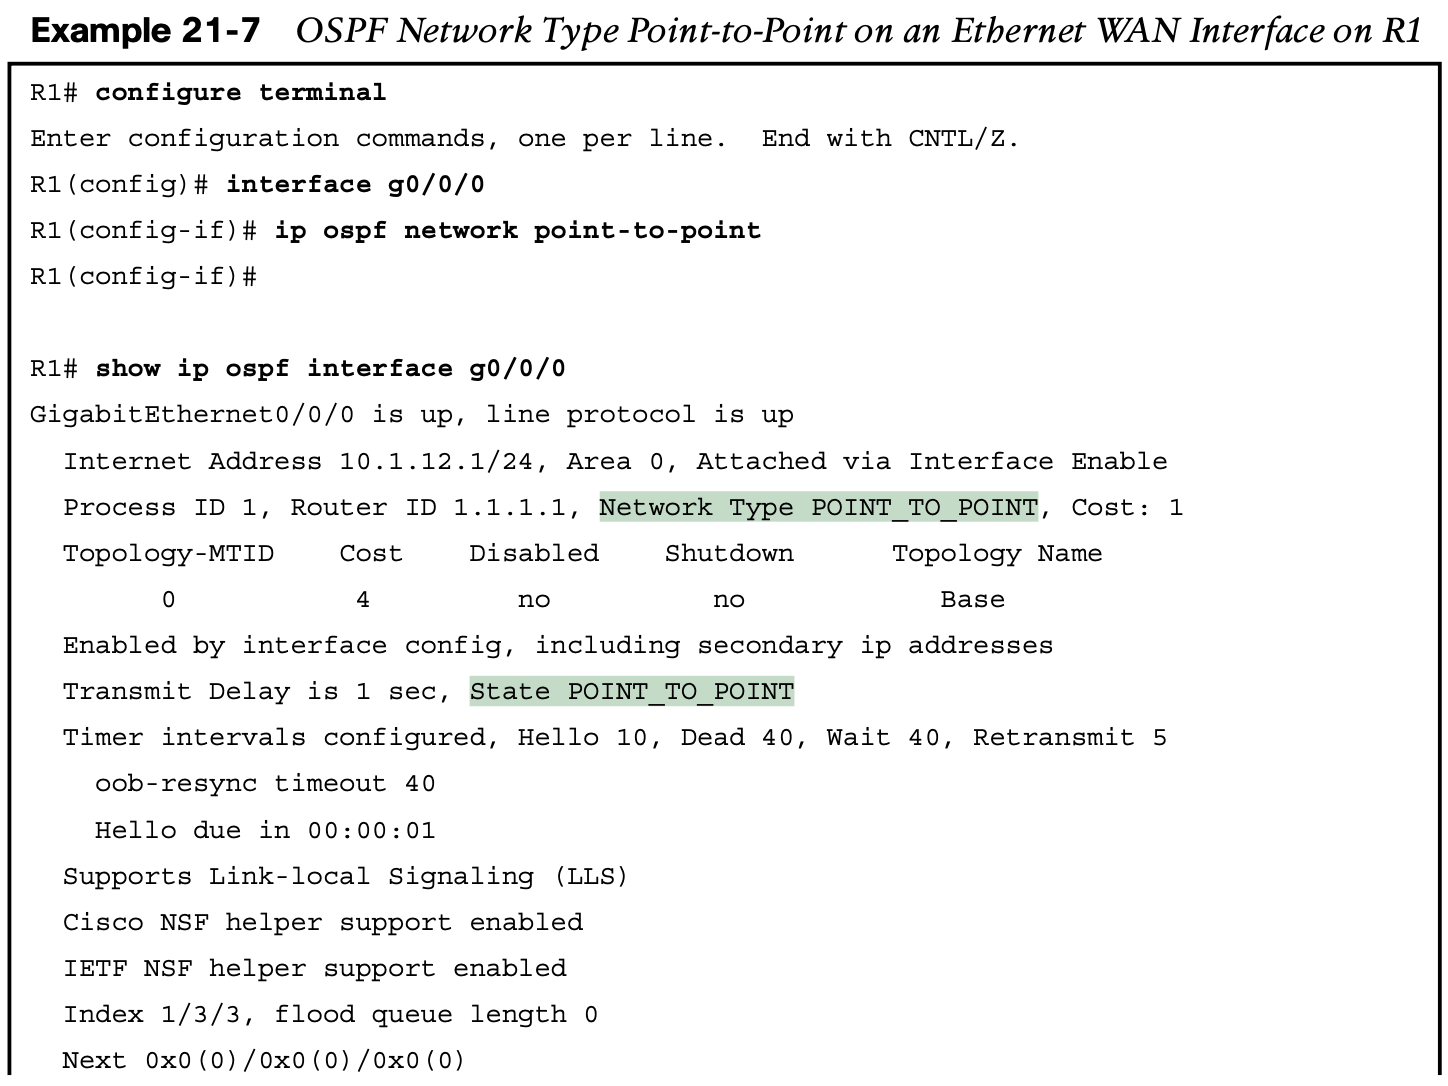 Example 21-7 OSPF Network Type Point-to-Point on an Ethernet WAN Interface on R1
R1# configure terminal
Enter configuration commands, one per line. End with CNTL/Z.
R1(config)# interface g0/0/0
R1(config-if)# ip ospf network point-to-point
R1(config-if)#
R1# show ip ospf interface g0/0/0
GigabitEthernet0/0/0 is up, line protocol is up
Internet Address 10.1.12.1/24, Area 0, Attached via Interface Enable
Process ID 1, Router ID 1.1.1.1, Network Type POINT_TO_POINT, Cost: 1
Topology-MTID Cost Disabled Shutdown Topology Name
0 4 no no Base
Enabled by interface config, including secondary ip addresses
Transmit Delay is 1 sec, State POINT_TO_POINT
Timer intervals configured, Hello 10, Dead 40, Wait 40, Retransmit 5
oob-resync timeout 40
Hello due in 00:00:01
Supports Link-local Signaling (LLS)
Cisco NSF helper support enabled
IETF NSF helper support enabled
Index 1/3/3, flood queue length 0
Next 0x0(0)/0x0(0)/0x0(0)